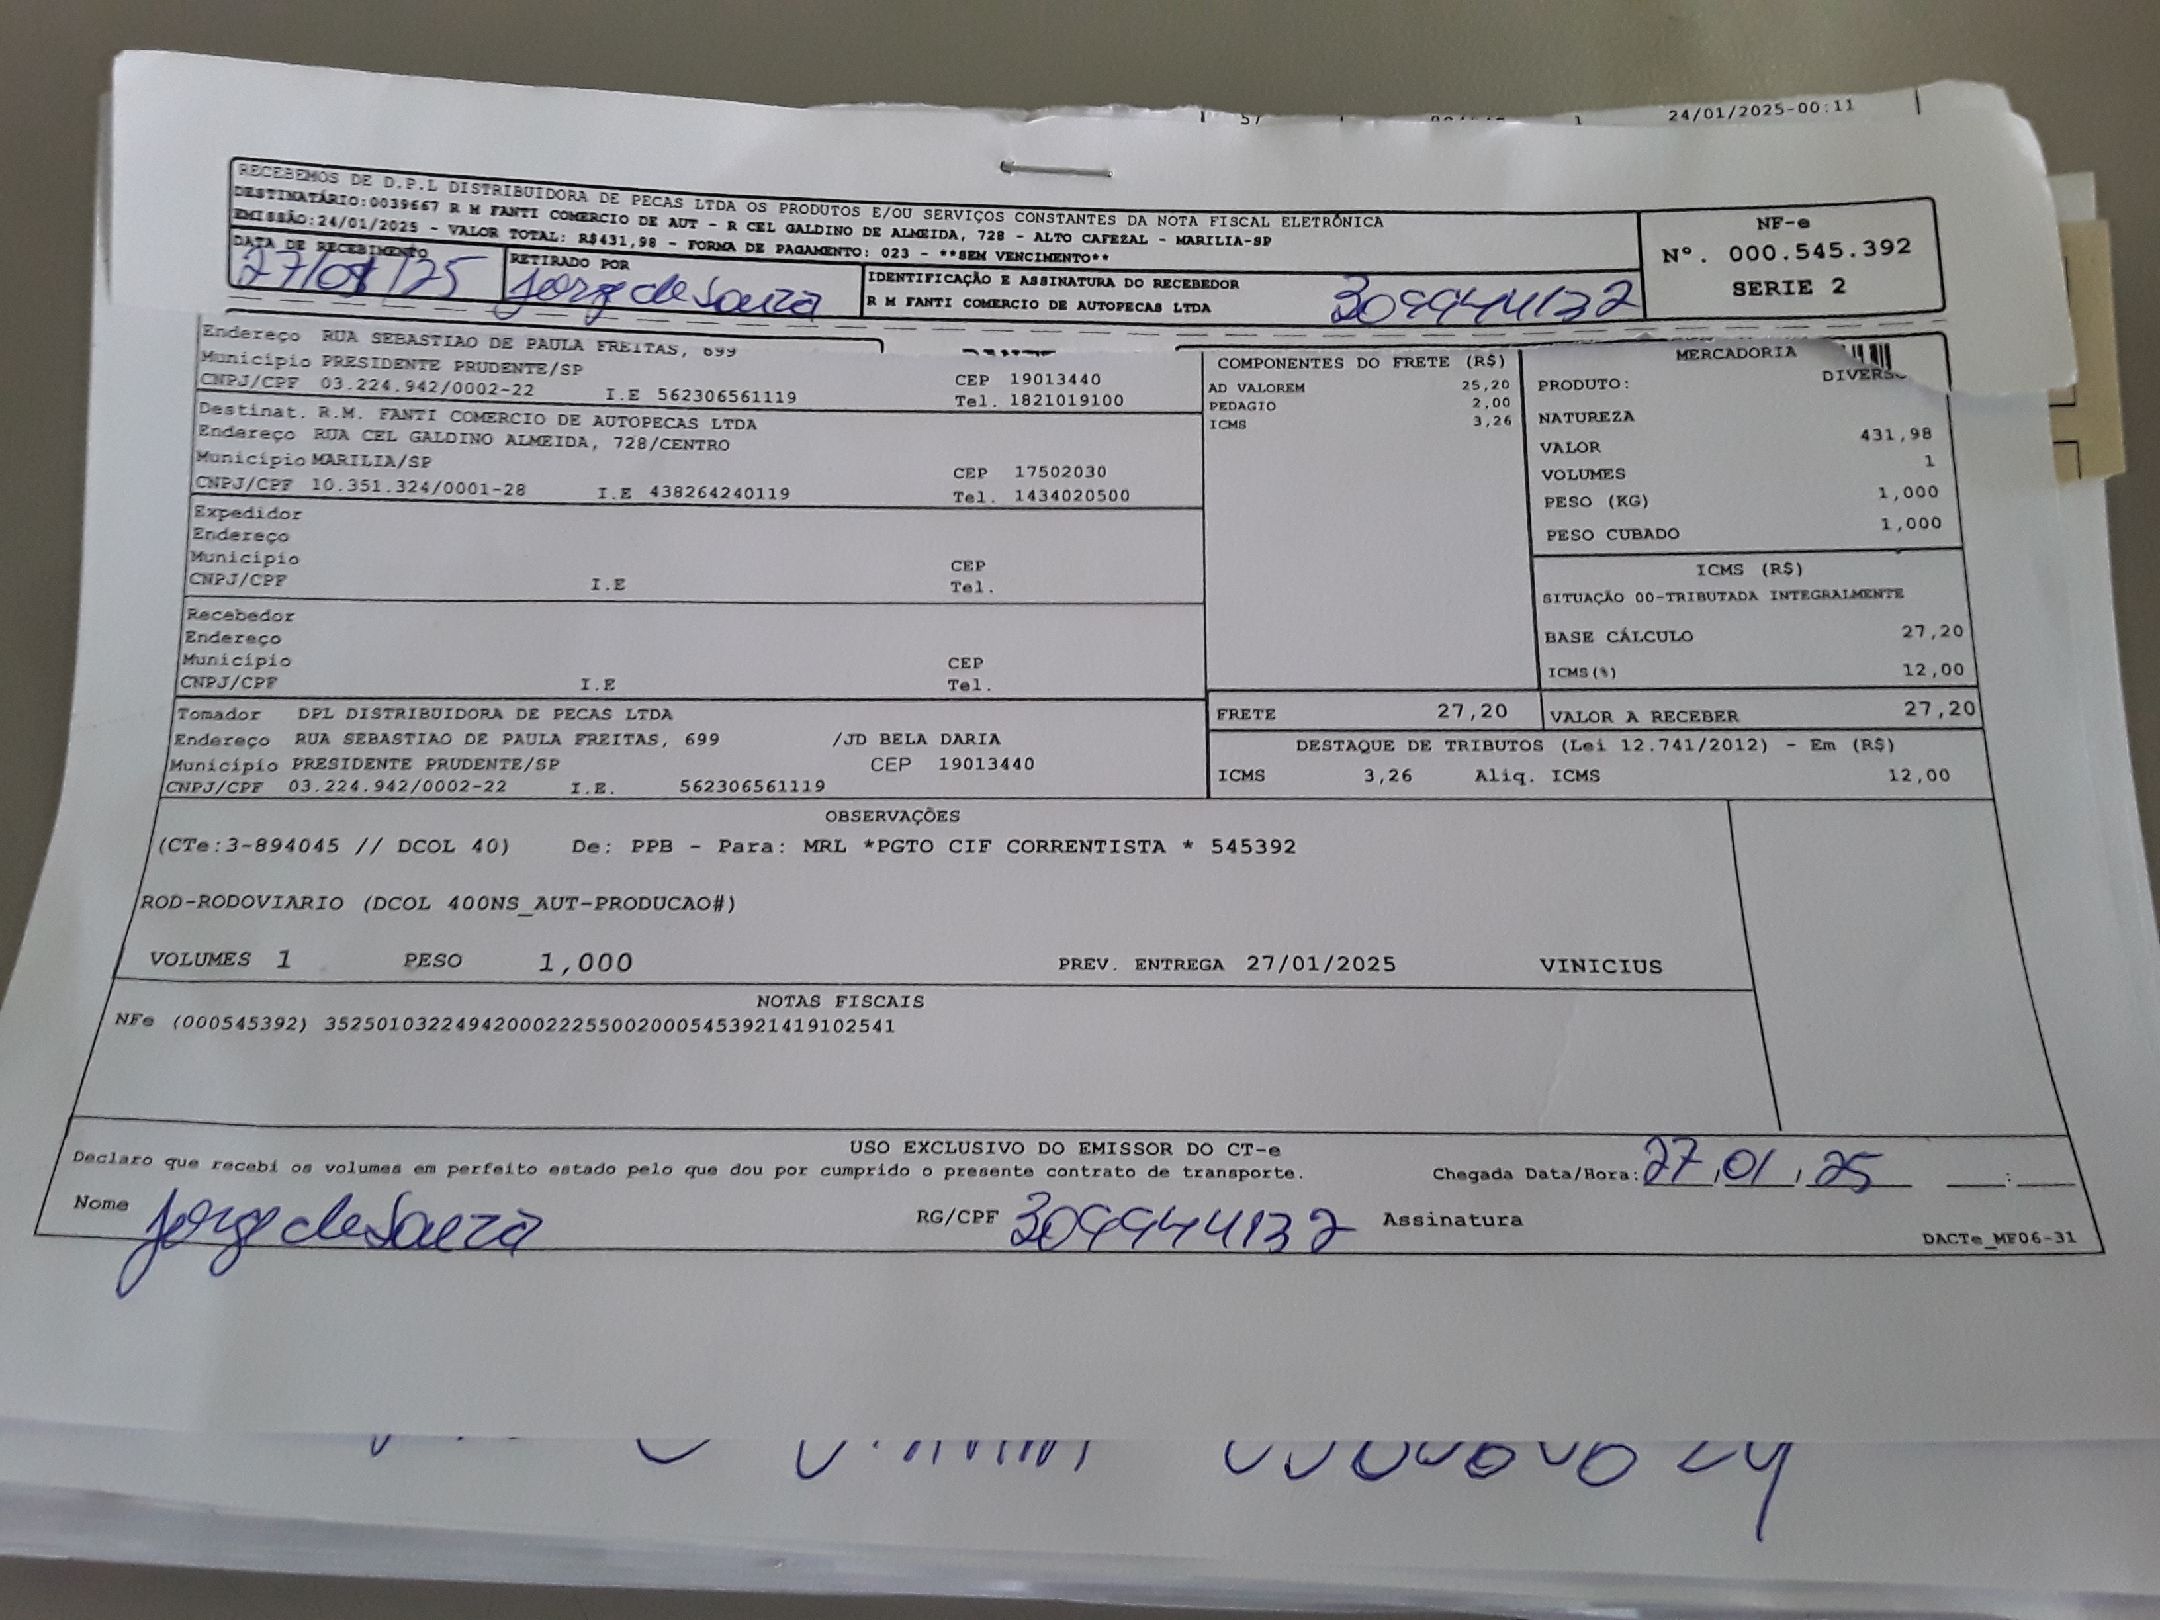 24/01/2025-00:11
RECEBEMOS DE D.P.L DISTRIBUIDORA DE PECAS LTDA OS PRODUTOS E/OU SERVIÇOS CONSTANTES DA NOTA FISCAL ELETRÔNICA
DESTINATÁRIO:0039667 R M FANTI COMERCIO DE AUT - R CEL GALDINO DE ALMEIDA, 728 - ALTO CAFEZAL - MARILIA-SP
EMISSÃO:24/01/2025 - VALOR TOTAL: R$431,98 - FORMA DE PAGAMENTO: 023 - **SEM VENCIMENTO**
NF-e
Nº. 000.545.392
SERIE 2
DATA DE RECEBIMENTO
27/01/25
RETIRADO POR
Jorge de Souza
IDENTIFICAÇÃO E ASSINATURA DO RECEBEDOR
R M FANTI COMERCIO DE AUTOPECAS LTDA
309944132
Endereço RUA SEBASTIAO DE PAULA FREITAS, 699
Município PRESIDENTE PRUDENTE/SP CEP 19013440
CNPJ/CPF 03.224.942/0002-22 I.E 562306561119 Tel. 1821019100
Destinat. R.M. FANTI COMERCIO DE AUTOPECAS LTDA
Endereço RUA CEL GALDINO ALMEIDA, 728/CENTRO
Município MARILIA/SP CEP 17502030
CNPJ/CPF 10.351.324/0001-28 I.E 438264240119 Tel. 1434020500
Expedidor
Endereço
Município CEP
CNPJ/CPF I.E Tel.
Recebedor
Endereço
Município CEP
CNPJ/CPF I.E Tel.
Tomador DPL DISTRIBUIDORA DE PECAS LTDA
Endereço RUA SEBASTIAO DE PAULA FREITAS, 699 /JD BELA DARIA
Município PRESIDENTE PRUDENTE/SP CEP 19013440
CNPJ/CPF 03.224.942/0002-22 I.E. 562306561119
COMPONENTES DO FRETE (R$)
AD VALOREM 25,20
PEDAGIO 2,00
ICMS 3,26
MERCADORIA
PRODUTO:
NATUREZA
VALOR 431,98
VOLUMES 1
PESO (KG) 1,000
PESO CUBADO 1,000
ICMS (R$)
SITUAÇÃO 00-TRIBUTADA INTEGRALMENTE
BASE CÁLCULO 27,20
ICMS(%) 12,00
FRETE 27,20 VALOR A RECEBER 27,20
DESTAQUE DE TRIBUTOS (Lei 12.741/2012) - Em (R$)
ICMS 3,26 Aliq. ICMS 12,00
OBSERVAÇÕES
(CTe:3-894045 // DCOL 40) De: PPB - Para: MRL *PGTO CIF CORRENTISTA * 545392
ROD-RODOVIARIO (DCOL 400NS_AUT-PRODUCAO#)
VOLUMES 1 PESO 1,000 PREV. ENTREGA 27/01/2025 VINICIUS
NOTAS FISCAIS
NFe (000545392) 35250103224942000222550020005453921419102541
USO EXCLUSIVO DO EMISSOR DO CT-e
Declaro que recebi os volumes em perfeito estado pelo que dou por cumprido o presente contrato de transporte. Chegada Data/Hora: 27/01/25 __:__
Nome Jorge de Souza RG/CPF 309944132 Assinatura
DACTe_MF06-31